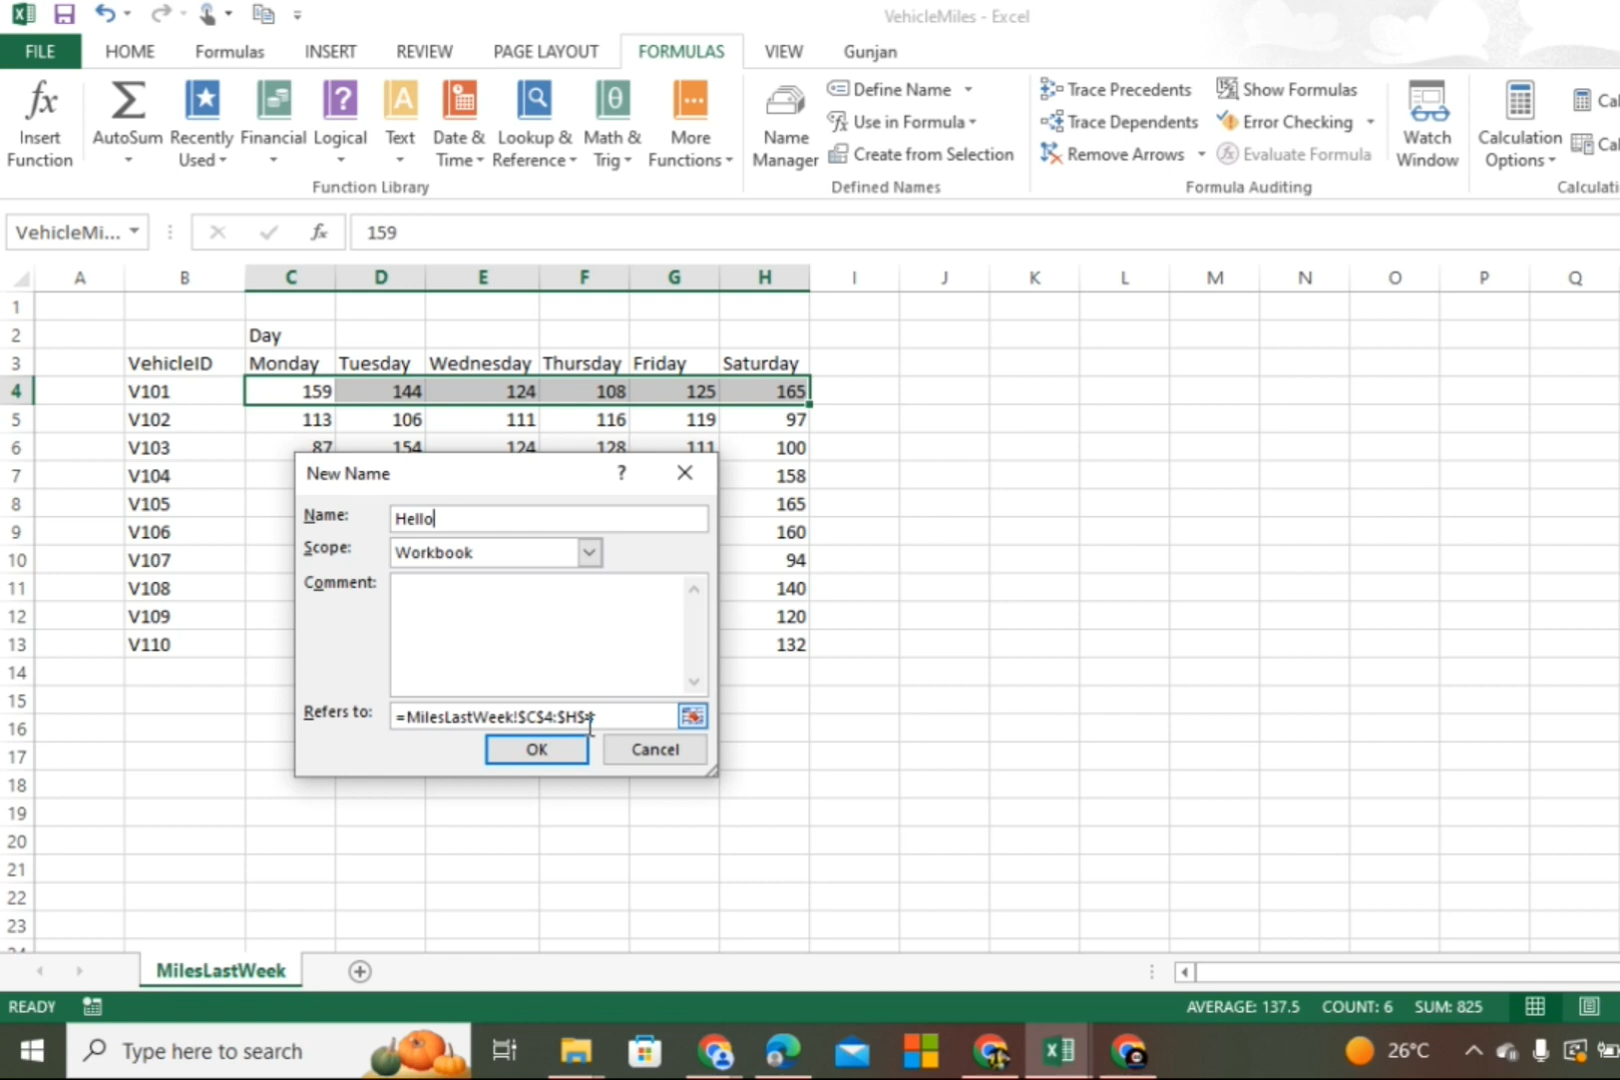 VehicleMiles - Excel
FILE HOME Formulas INSERT REVIEW PAGE LAYOUT FORMULAS VIEW Gunjan
Insert Function
AutoSum
Recently Used
Financial
Logical
Text
Date & Time
Lookup & Reference
Math & Trig
More Functions
Function Library
Name Manager
Define Name
Use in Formula
Create from Selection
Defined Names
Trace Precedents
Trace Dependents
Remove Arrows
Show Formulas
Error Checking
Evaluate Formula
Formula Auditing
Watch Window
Calculation Options
VehicleMi... fx 159
A B C D E F G H I J K L M N O P Q
1
2 Day
3 VehicleID Monday Tuesday Wednesday Thursday Friday Saturday
4 V101 159 144 124 108 125 165
5 V102 113 106 111 116 119 97
6 V103 87 154 124 128 111 100
7 V104 158
8 V105 165
9 V106 160
10 V107 94
11 V108 140
12 V109 120
13 V110 132
14
15
16
17
18
19
20
21
22
23
New Name ?
Name: Hello
Scope: Workbook
Comment:
Refers to: =MilesLastWeek!$C$4:$H$
OK Cancel
MilesLastWeek
READY AVERAGE: 137.5 COUNT: 6 SUM: 825
Type here to search 26°C